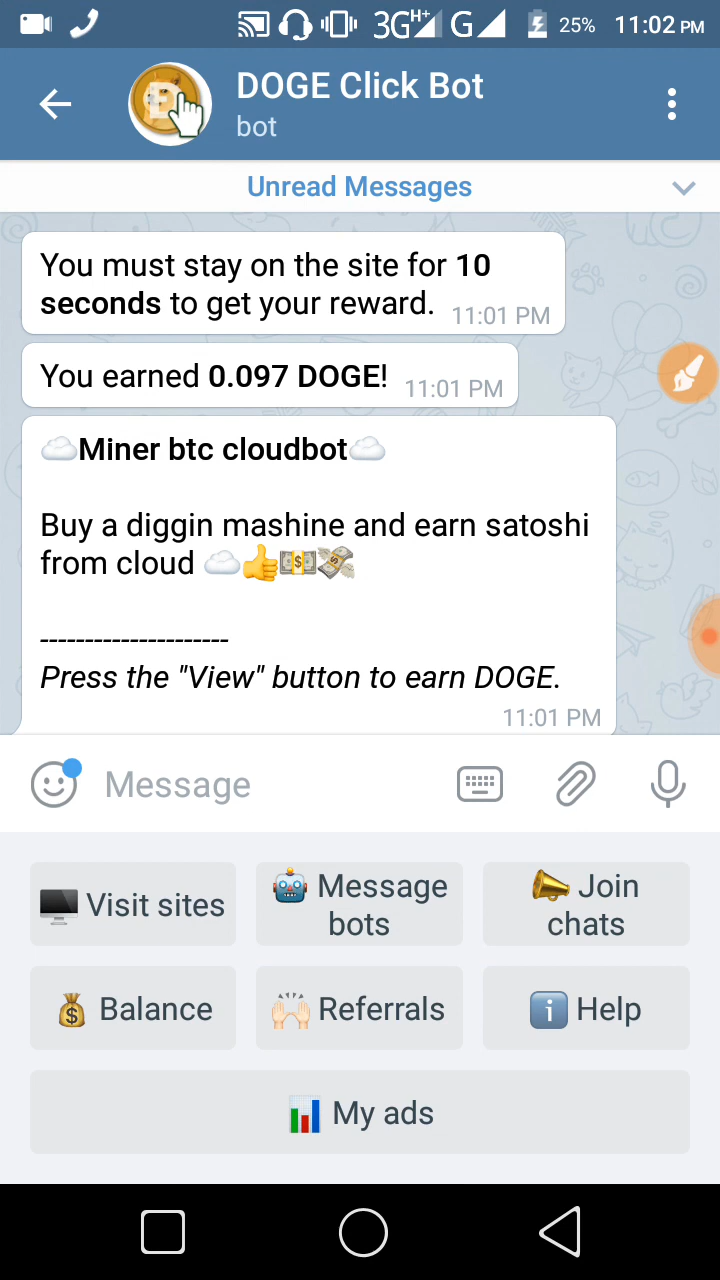 3G H+ G 25% 11:02 PM
DOGE Click Bot
bot
Unread Messages
You must stay on the site for 10
seconds to get your reward. 11:01 PM
You earned 0.097 DOGE! 11:01 PM
☁️Miner btc cloudbot☁️
Buy a diggin mashine and earn satoshi
from cloud ☁️👍💵💸
---------------------
Press the "View" button to earn DOGE.
11:01 PM
Message
🖥 Visit sites
🤖 Message
bots
📣 Join
chats
💰 Balance
🙌🏻 Referrals
ℹ️ Help
📊 My ads